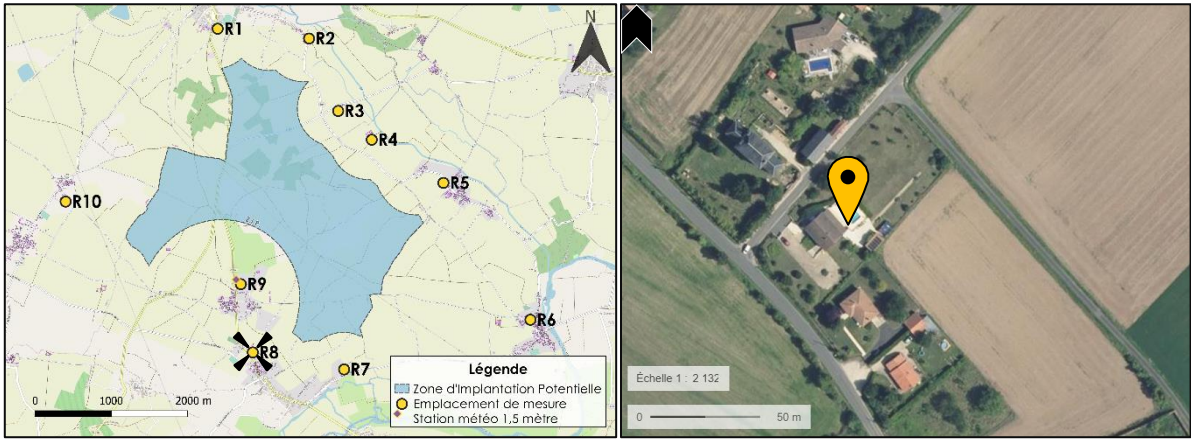 N
R1
R2
R3
R4
R5
R10
R9
R6
R8
R7
Légende
Zone d'Implantation Potentielle
Emplacement de mesure
Station météo 1,5 mètre
0 1000 2000 m
Échelle 1 : 2 132
0 50 m